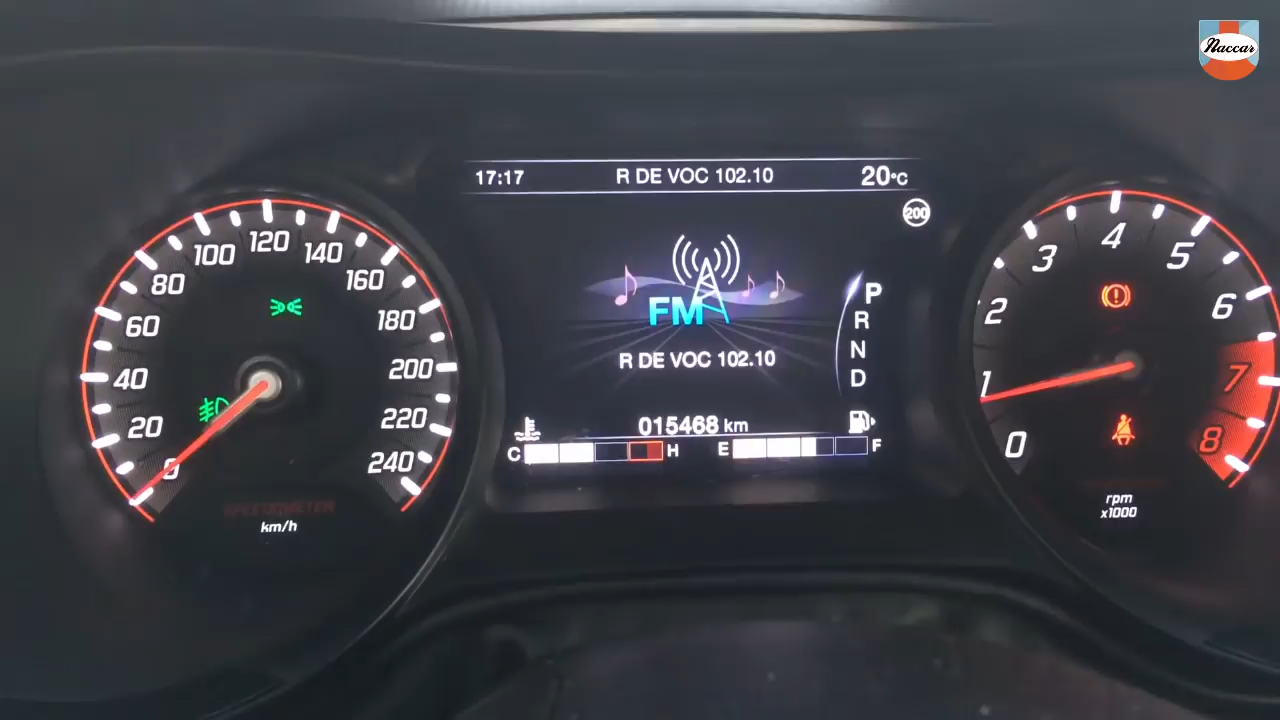 Naccar
17:17 R DE VOC 102.10 20°C
200
FM
R DE VOC 102.10
P
R
N
D
015468 km
C H E F
0 20 40 60 80 100 120 140 160 180 200 220 240
SPEEDOMETER
km/h
0 1 2 3 4 5 6 7 8
rpm
x1000